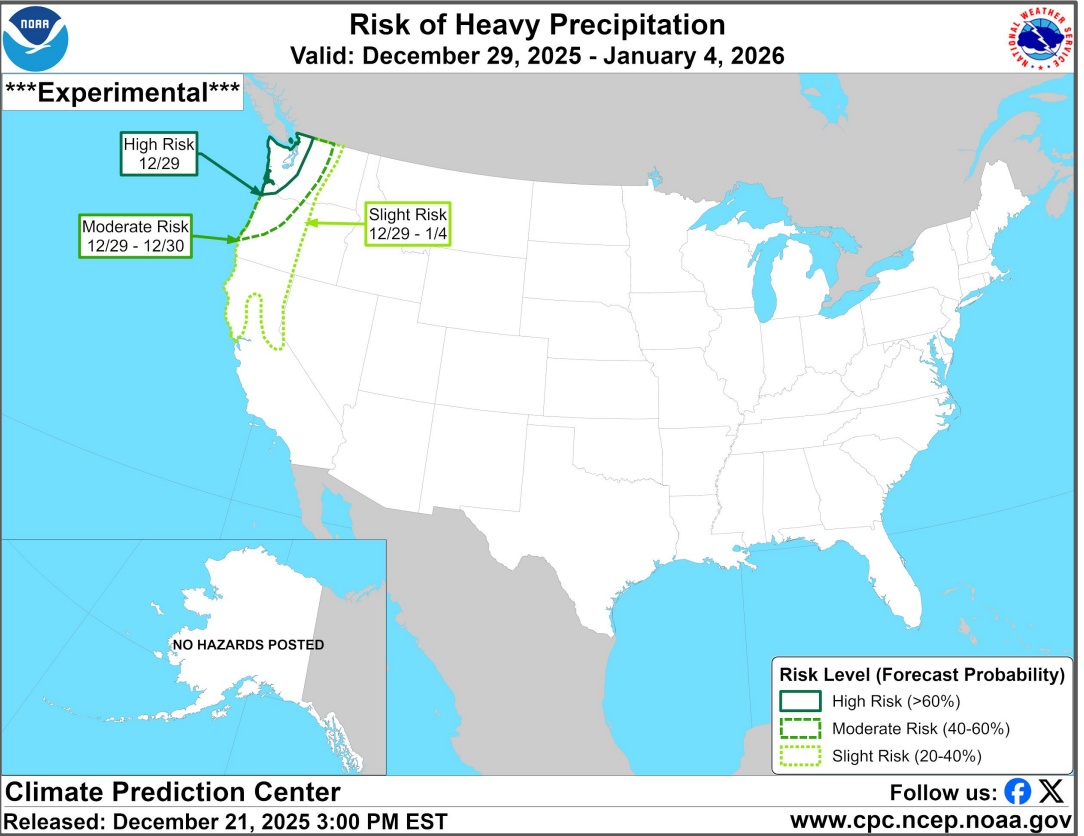 NOAA
Risk of Heavy Precipitation
Valid: December 29, 2025 - January 4, 2026
NATIONAL WEATHER SERVICE
***Experimental***
High Risk
12/29
Moderate Risk
12/29 - 12/30
Slight Risk
12/29 - 1/4
NO HAZARDS POSTED
Risk Level (Forecast Probability)
High Risk (>60%)
Moderate Risk (40-60%)
Slight Risk (20-40%)
Climate Prediction Center
Follow us:
Released: December 21, 2025 3:00 PM EST
www.cpc.ncep.noaa.gov